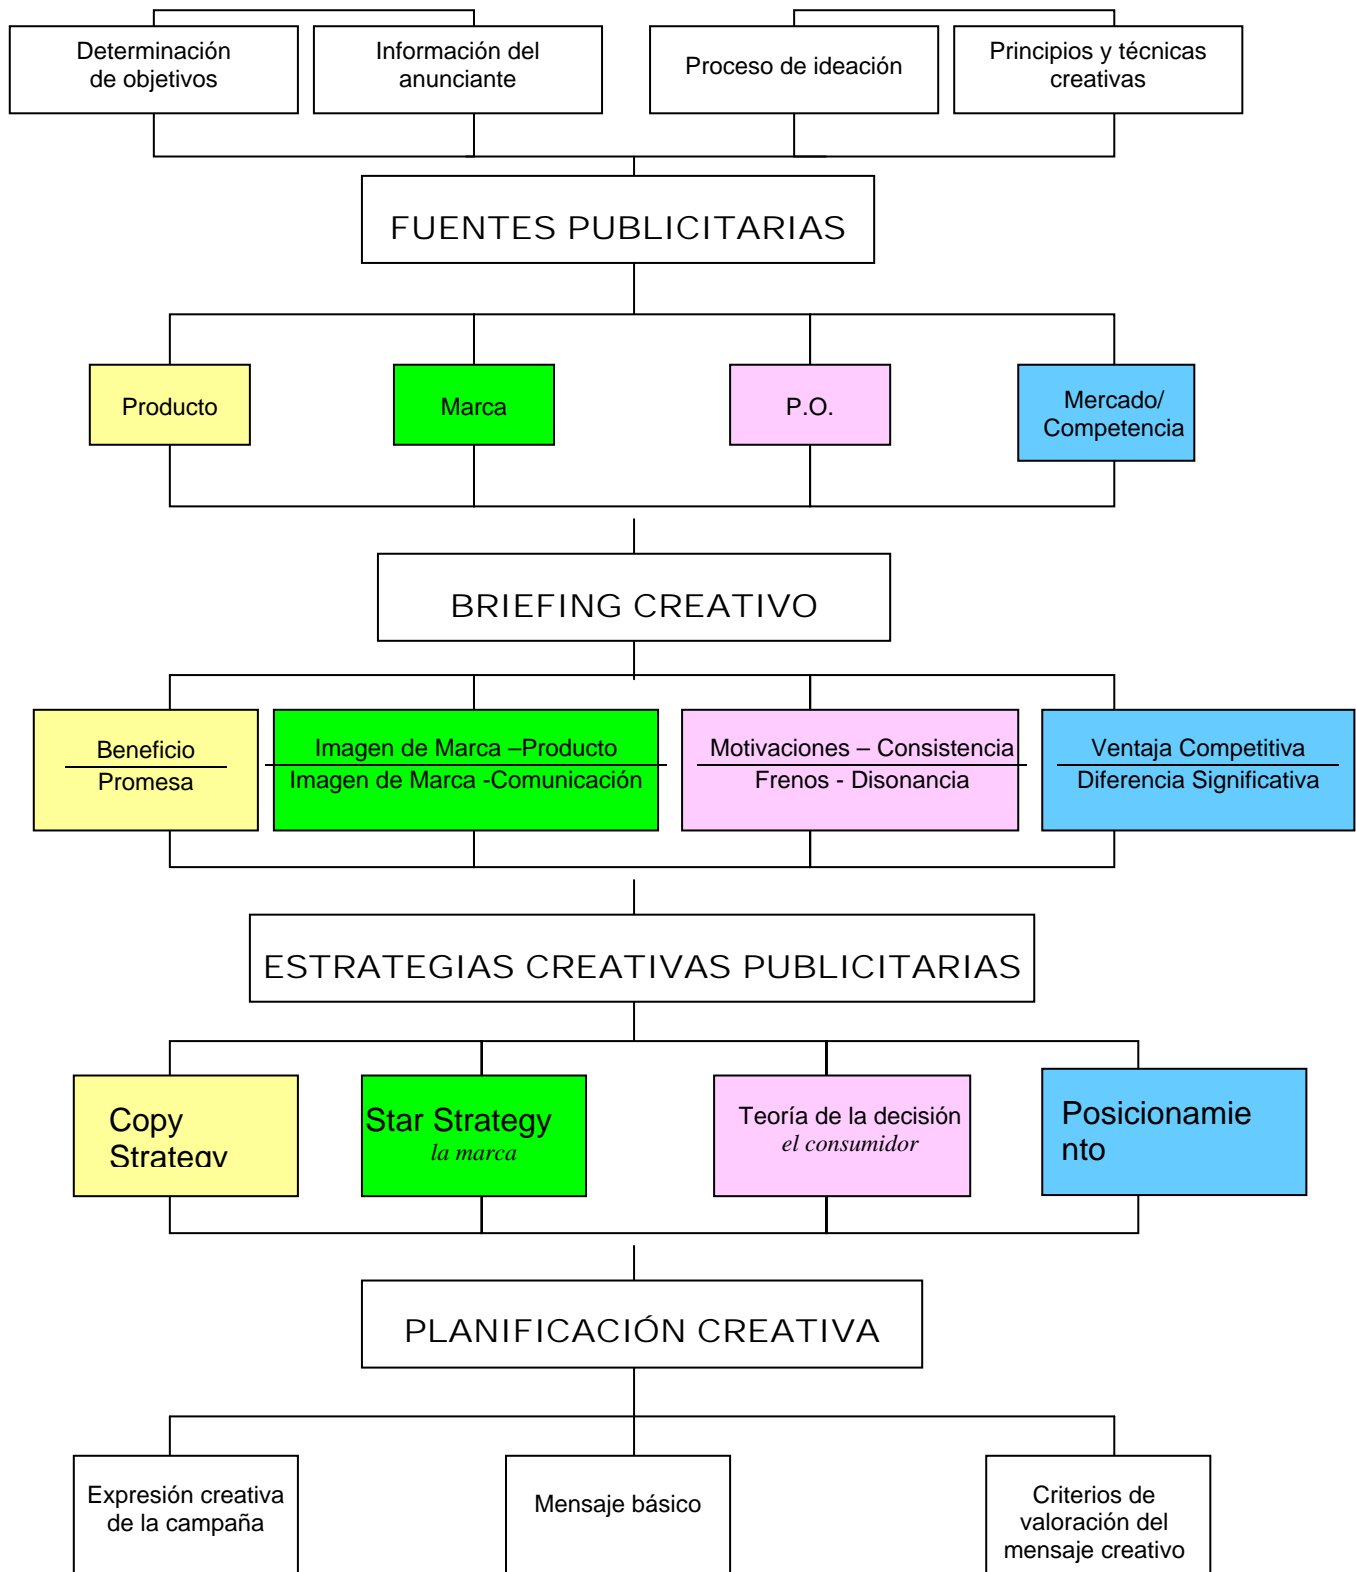 Determinación
de objetivos
Información del
anunciante
Proceso de ideación
Principios y técnicas
creativas
FUENTES PUBLICITARIAS
Producto
Marca
P.O.
Mercado/
Competencia
BRIEFING CREATIVO
Beneficio
Promesa
Imagen de Marca –Producto
Imagen de Marca -Comunicación
Motivaciones – Consistencia
Frenos - Disonancia
Ventaja Competitiva
Diferencia Significativa
ESTRATEGIAS CREATIVAS PUBLICITARIAS
Copy
Strategy
Star Strategy
la marca
Teoría de la decisión
el consumidor
Posicionamie
nto
PLANIFICACIÓN CREATIVA
Expresión creativa
de la campaña
Mensaje básico
Criterios de
valoración del
mensaje creativo